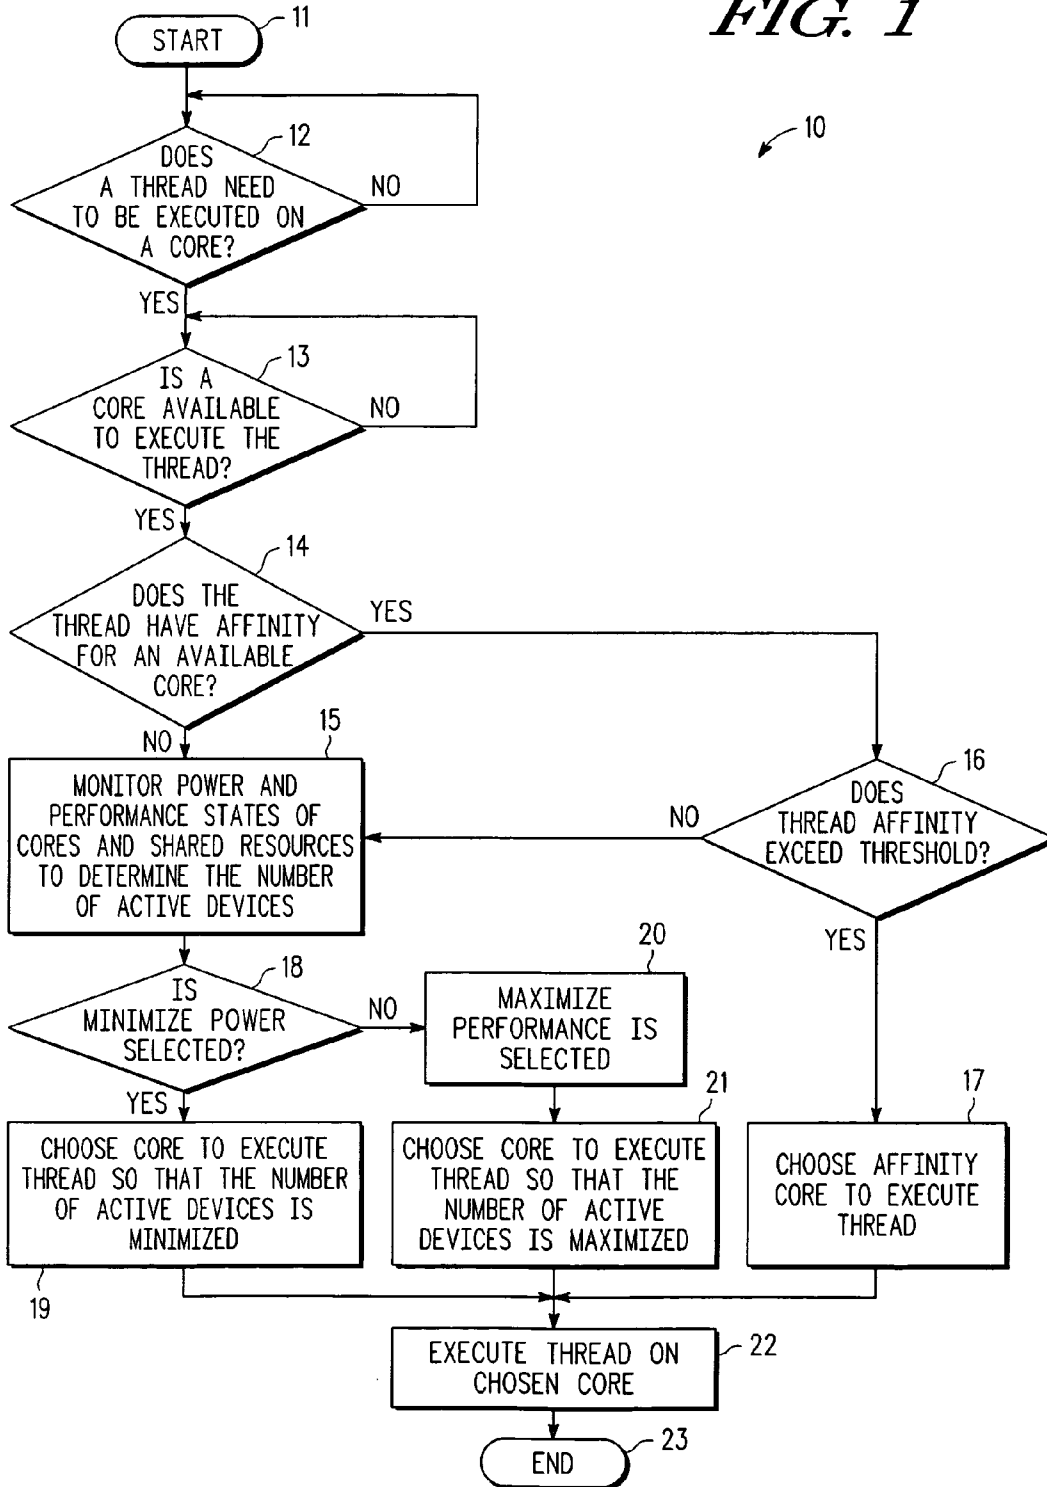 FIG. 1
START
11
10
12
DOES
A THREAD NEED
TO BE EXECUTED ON
A CORE?
NO
YES
13
IS A
CORE AVAILABLE
TO EXECUTE THE
THREAD?
NO
YES
14
DOES THE
THREAD HAVE AFFINITY
FOR AN AVAILABLE
CORE?
YES
NO
15
MONITOR POWER AND
PERFORMANCE STATES OF
CORES AND SHARED RESOURCES
TO DETERMINE THE NUMBER
OF ACTIVE DEVICES
16
DOES
THREAD AFFINITY
EXCEED THRESHOLD?
NO
YES
18
IS
MINIMIZE POWER
SELECTED?
NO
YES
20
MAXIMIZE
PERFORMANCE IS
SELECTED
19
CHOOSE CORE TO EXECUTE
THREAD SO THAT THE NUMBER
OF ACTIVE DEVICES IS
MINIMIZED
21
CHOOSE CORE TO EXECUTE
THREAD SO THAT THE
NUMBER OF ACTIVE
DEVICES IS MAXIMIZED
17
CHOOSE AFFINITY
CORE TO EXECUTE
THREAD
22
EXECUTE THREAD ON
CHOSEN CORE
23
END